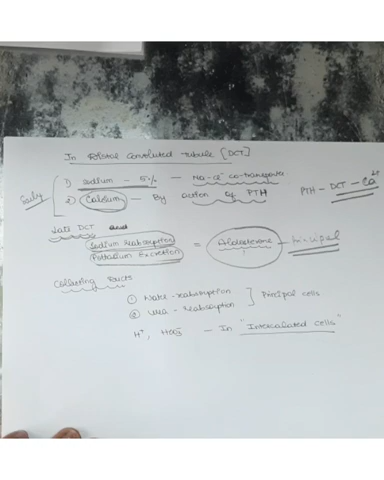 In Distal Convoluted tubule [DCT]
Early 1) Sodium - 5% - Na-Cl⁻ co-transporter
2) Calcium - By action of PTH PTH - DCT - Ca²⁺
Late DCT
Sodium Reabsorption
Potassium Excretion = Aldosterone -
Collecting Ducts
① Water - reabsorption
② Urea - Reabsorption ] Principal cells
H⁺, HCO₃⁻ - In "Intercalated cells"